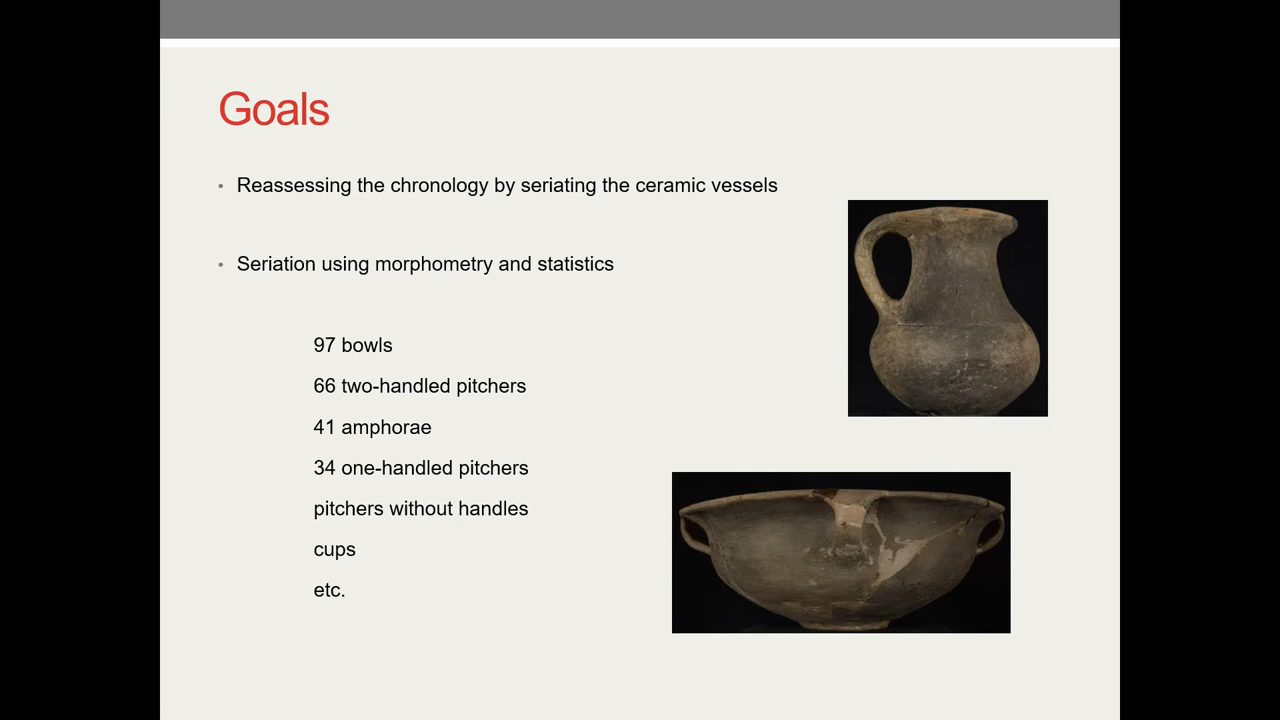 Goals
• Reassessing the chronology by seriating the ceramic vessels
• Seriation using morphometry and statistics
97 bowls
66 two-handled pitchers
41 amphorae
34 one-handled pitchers
pitchers without handles
cups
etc.